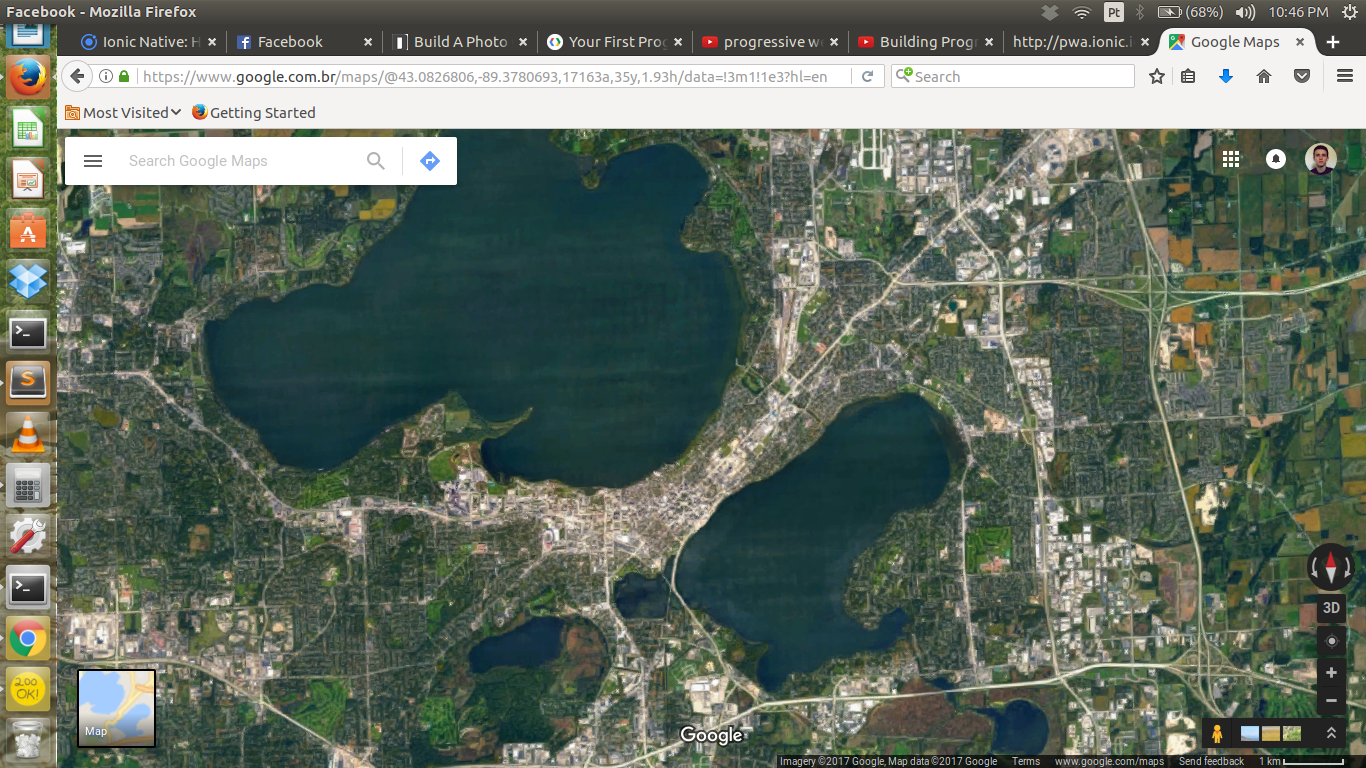 Facebook - Mozilla Firefox
Pt
(68%)
10:46 PM
Ionic Native: H
Facebook
Build A Photo
Your First Prog
progressive we
Building Progr
http://pwa.ionic.i
Google Maps
https://www.google.com.br/maps/@43.0826806,-89.3780693,17163a,35y,1.93h/data=!3m1!1e3?hl=en
Search
Most Visited
Getting Started
Search Google Maps
3D
200
OK!
Map
Google
Imagery ©2017 Google, Map data ©2017 Google
Terms
www.google.com/maps
Send feedback
1 km